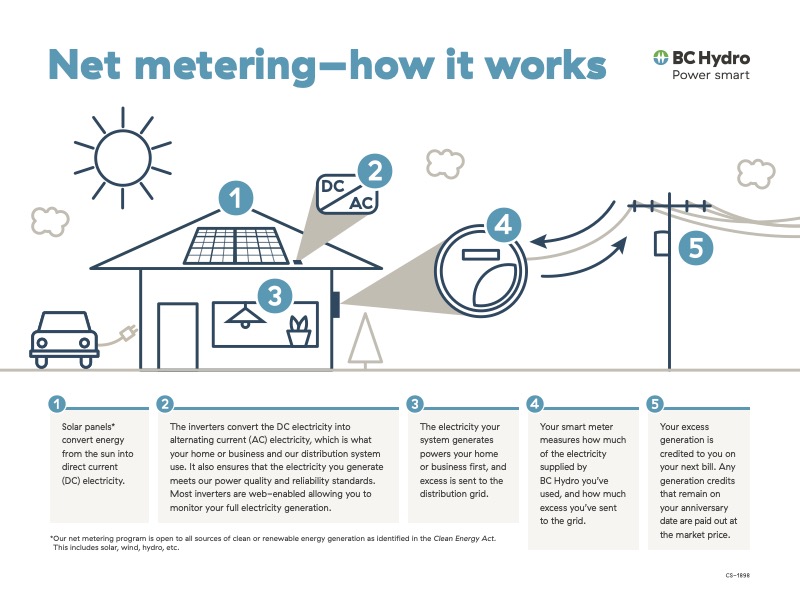 Net metering—how it works
BC Hydro
Power smart
2
DC
AC
1
4
5
3
1
Solar panels*
convert energy
from the sun into
direct current
(DC) electricity.
2
The inverters convert the DC electricity into
alternating current (AC) electricity, which is what
your home or business and our distribution system
use. It also ensures that the electricity you generate
meets our power quality and reliability standards.
Most inverters are web-enabled allowing you to
monitor your full electricity generation.
3
The electricity your
system generates
powers your home
or business first, and
excess is sent to the
distribution grid.
4
Your smart meter
measures how much
of the electricity
supplied by
BC Hydro you've
used, and how much
excess you've sent
to the grid.
5
Your excess
generation is
credited to you on
your next bill. Any
generation credits
that remain on
your anniversary
date are paid out at
the market price.
*Our net metering program is open to all sources of clean or renewable energy generation as identified in the Clean Energy Act.
This includes solar, wind, hydro, etc.
CS-1898